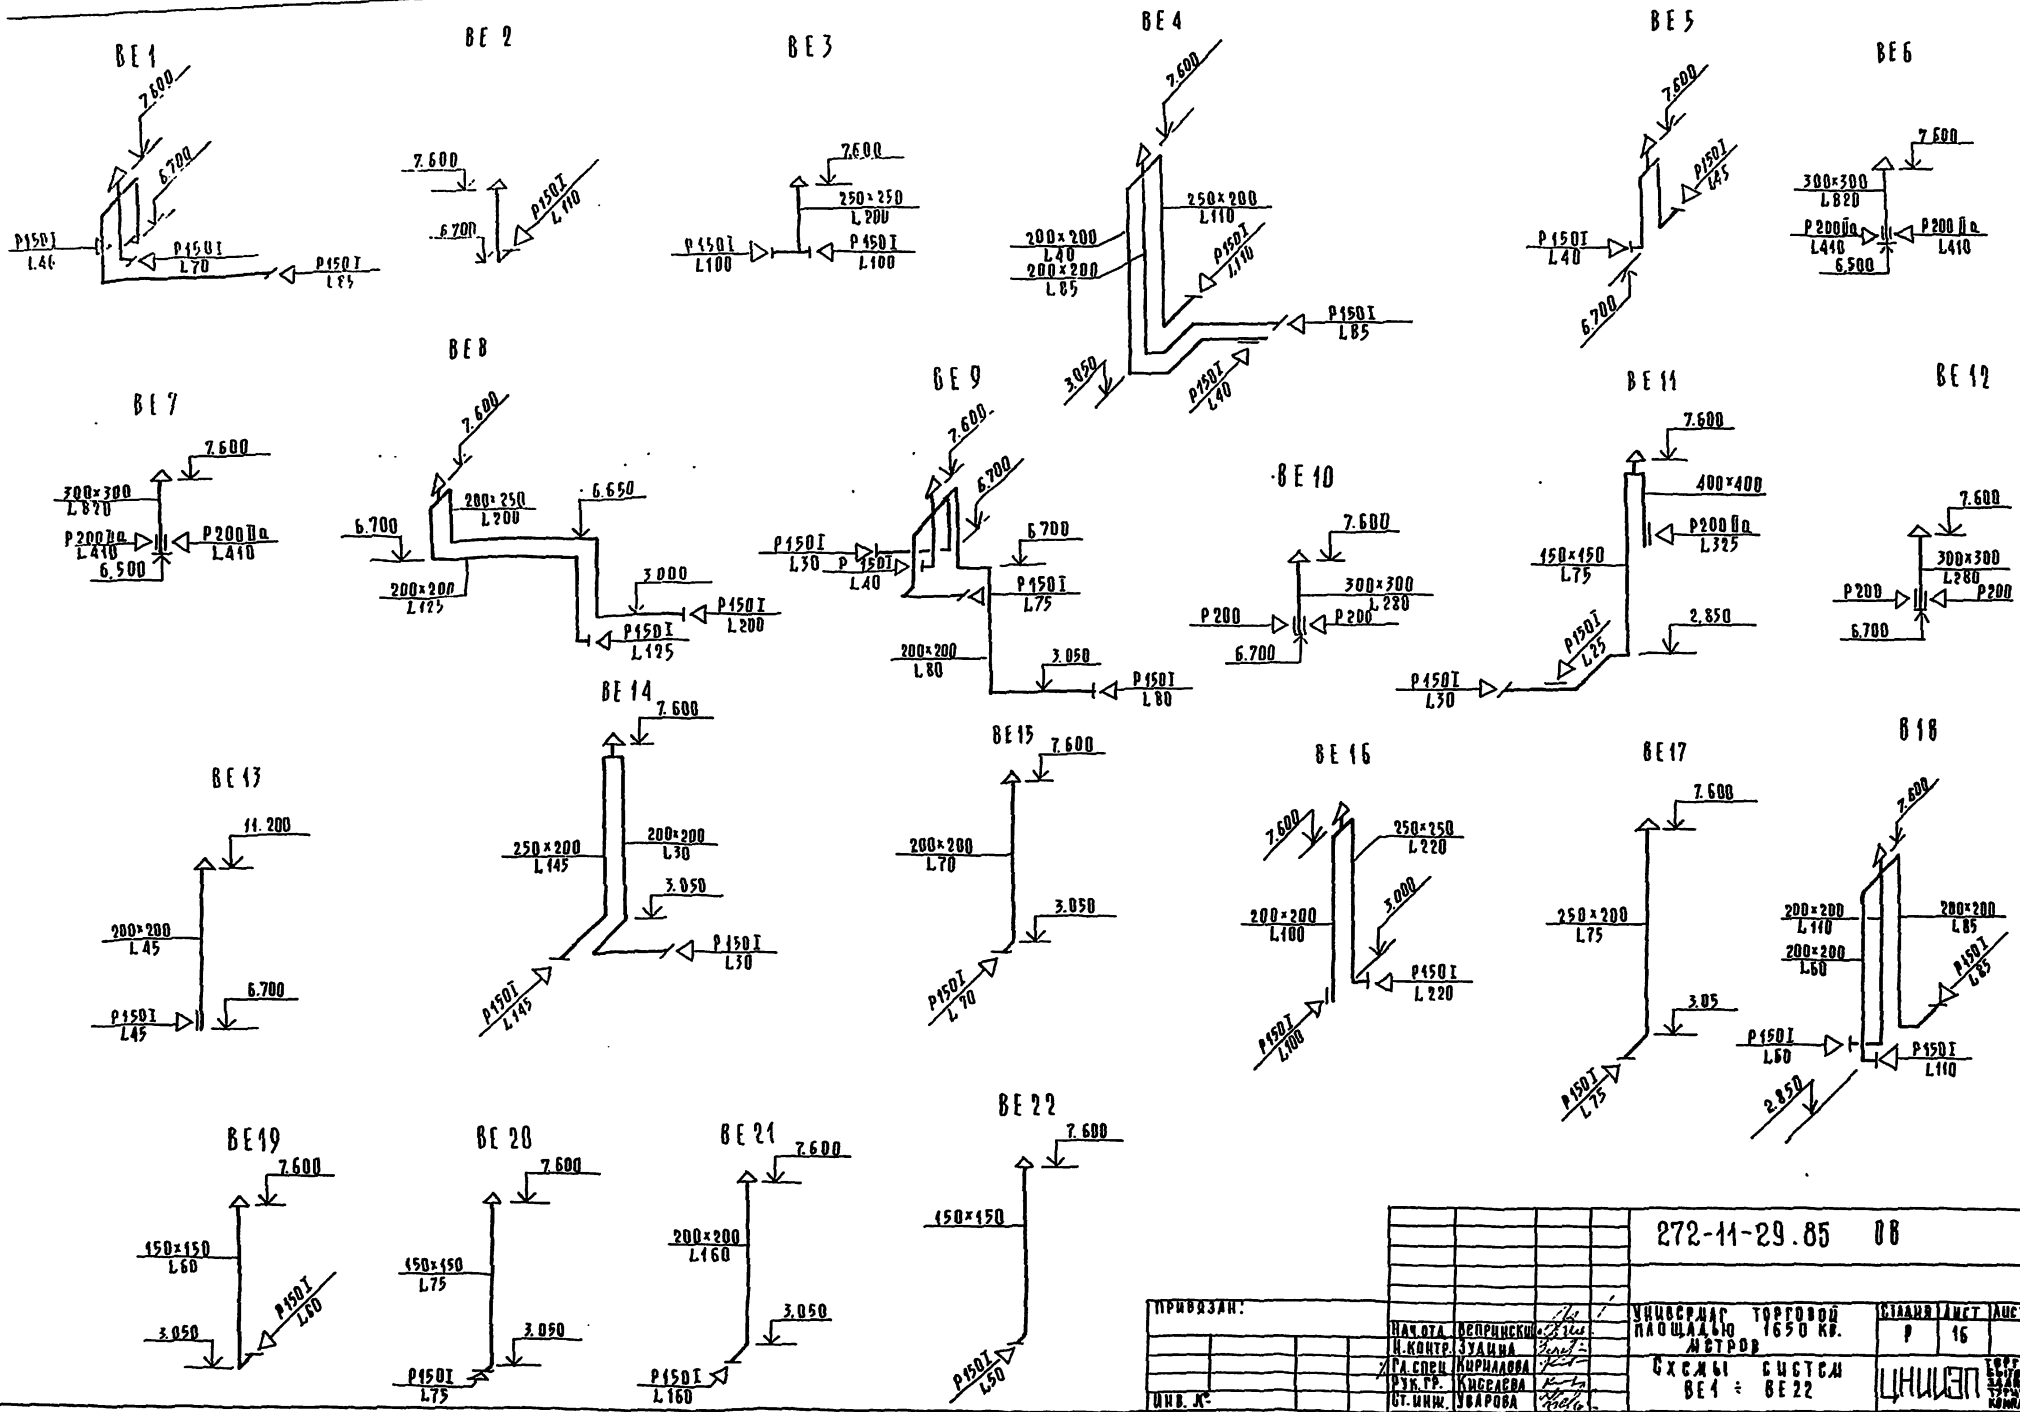 ВЕ1
7.600
6.700
Р150I
L70
Р150I
ВЕ 2
7.600
6.700
Р150I
L110
ВЕ3
7.600
250×250
L200
Р150I
L100
Р150I
L100
ВЕ4
7.600
250×200
L110
200×200
L40
200×200
L85
Р150I
L110
Р150I
L85
3.050
Р150I
L40
ВЕ5
7.600
Р150I
L45
Р150I
L40
6.700
ВЕ6
7.600
300×300
L820
Р200IIа
L410
Р200IIа
L410
6.500
ВЕ7
7.600
300×300
L820
Р200IIа
L410
Р200IIа
L410
6.500
ВЕ8
7.600
200×250
L200
6.650
6.700
200×200
L125
3.000
Р150I
L200
Р150I
L125
ВЕ9
7.600
6.700
Р150I
L30
Р150I
L40
6.700
Р150I
L75
200×200
L80
3.050
Р150I
L80
ВЕ10
7.600
300×300
L280
Р200
Р200
6.700
ВЕ11
7.600
400×400
Р200IIа
L325
150×150
L75
Р150I
L25
2.850
Р150I
L30
ВЕ12
7.600
300×300
L280
Р200
Р200
6.700
ВЕ13
11.200
200×200
L45
6.700
Р150I
L45
ВЕ14
7.600
250×200
L145
200×200
L30
3.050
Р150I
L30
Р150I
L145
ВЕ15
7.600
200×200
L70
3.050
Р150I
L70
ВЕ16
7.600
250×250
L220
200×200
L100
3.000
Р150I
L220
Р150I
L100
ВЕ17
7.600
250×200
L75
3.05
Р150I
L75
В18
7.600
200×200
L110
200×200
L85
200×200
L60
Р150I
L85
Р150I
L60
Р150I
L110
2.850
ВЕ19
7.600
150×150
L60
Р150I
L60
3.050
ВЕ20
7.600
150×150
L75
3.050
Р150I
L75
ВЕ21
7.600
200×200
L160
3.050
Р150I
L160
ВЕ22
7.600
150×150
Р150I
L50
272-11-29.85 ОВ
ПРИВЯЗАН:
ИНВ. №
НАЧ.ОТД.
Н.КОНТР. ЗУДИНА
ГЛ.СПЕЦ КИРИЛЛОВА
РУК.ГР. КИСЕЛЕВА
СТ.ИНЖ. УВАРОВА
УНИВЕРМАГ ТОРГОВОЙ
ПЛОЩАДЬЮ 1650 КВ.
МЕТРОВ
СТАДИЯ ЛИСТ
Р 16
СХЕМЫ СИСТЕМ
ВЕ1 ÷ ВЕ22
ЦНИИЭП